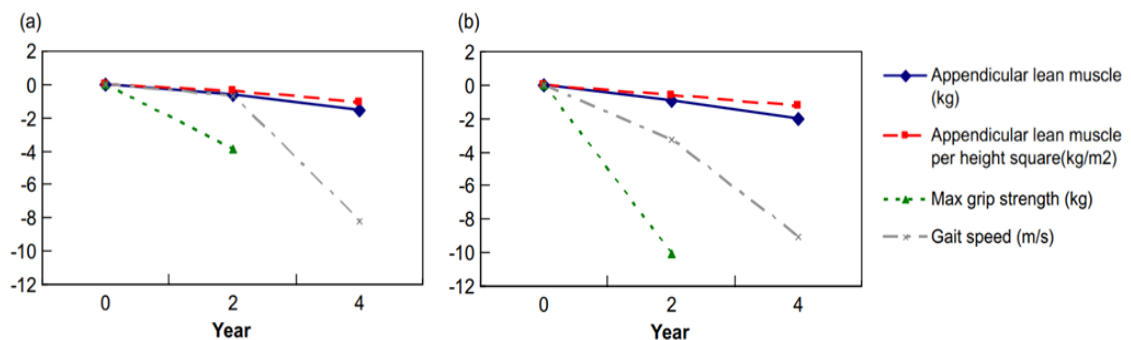 (a)
2
0
-2
-4
-6
-8
-10
-12
0 2 4
Year
(b)
2
0
-2
-4
-6
-8
-10
-12
0 2 4
Year
Appendicular lean muscle
(kg)
Appendicular lean muscle
per height square(kg/m2)
Max grip strength (kg)
Gait speed (m/s)